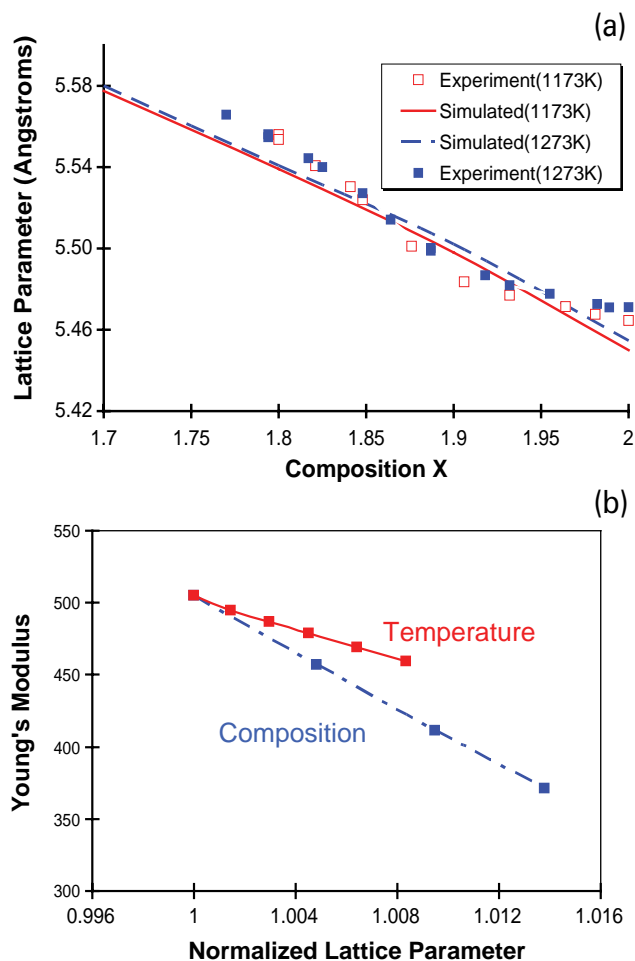 (a)
Lattice Parameter (Angstroms)
5.58
5.54
5.50
5.46
5.42
Experiment(1173K)
Simulated(1173K)
Simulated(1273K)
Experiment(1273K)
1.7
1.75
1.8
1.85
1.9
1.95
2
Composition X
(b)
Young's Modulus
550
500
450
400
350
300
Temperature
Composition
0.996
1
1.004
1.008
1.012
1.016
Normalized Lattice Parameter